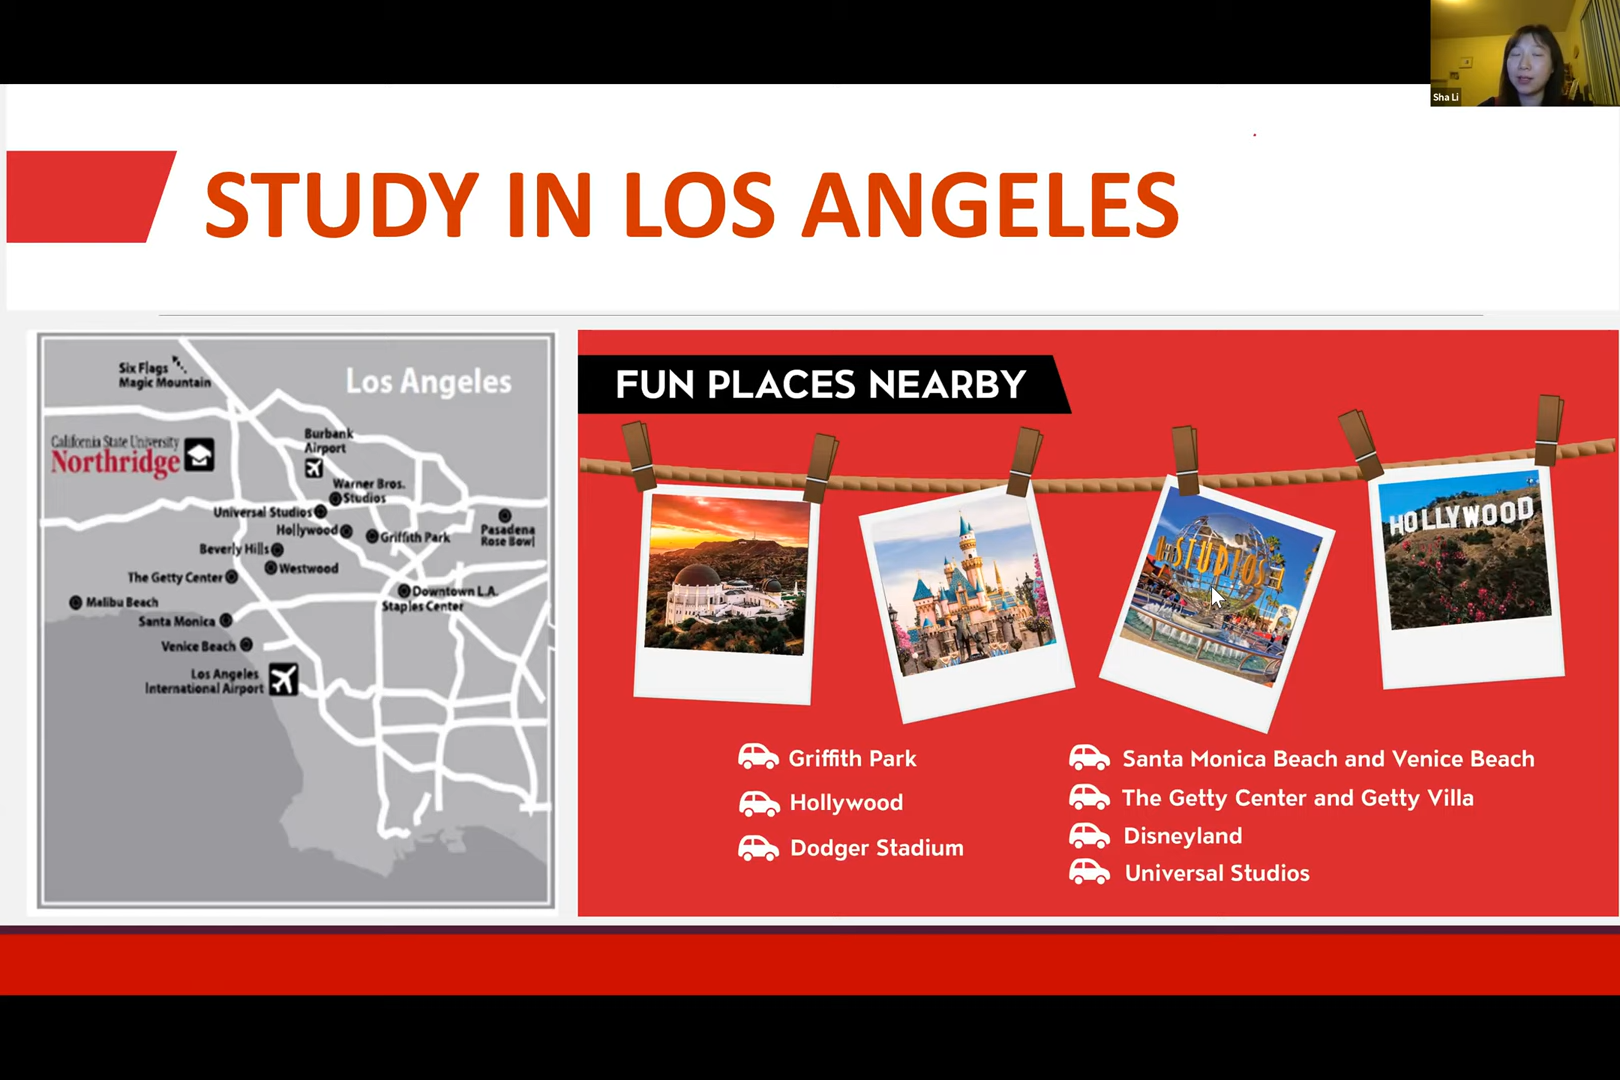 Sha Li
STUDY IN LOS ANGELES
Six Flags
Magic Mountain
Los Angeles
California State University
Northridge
Burbank
Airport
Warner Bros.
Studios
Universal Studios
Hollywood
Griffith Park
Pasadena
Rose Bowl
Beverly Hills
Westwood
The Getty Center
Downtown L.A.
Staples Center
Malibu Beach
Santa Monica
Venice Beach
Los Angeles
International Airport
FUN PLACES NEARBY
STUDIOS
HOLLYWOOD
Griffith Park
Hollywood
Dodger Stadium
Santa Monica Beach and Venice Beach
The Getty Center and Getty Villa
Disneyland
Universal Studios